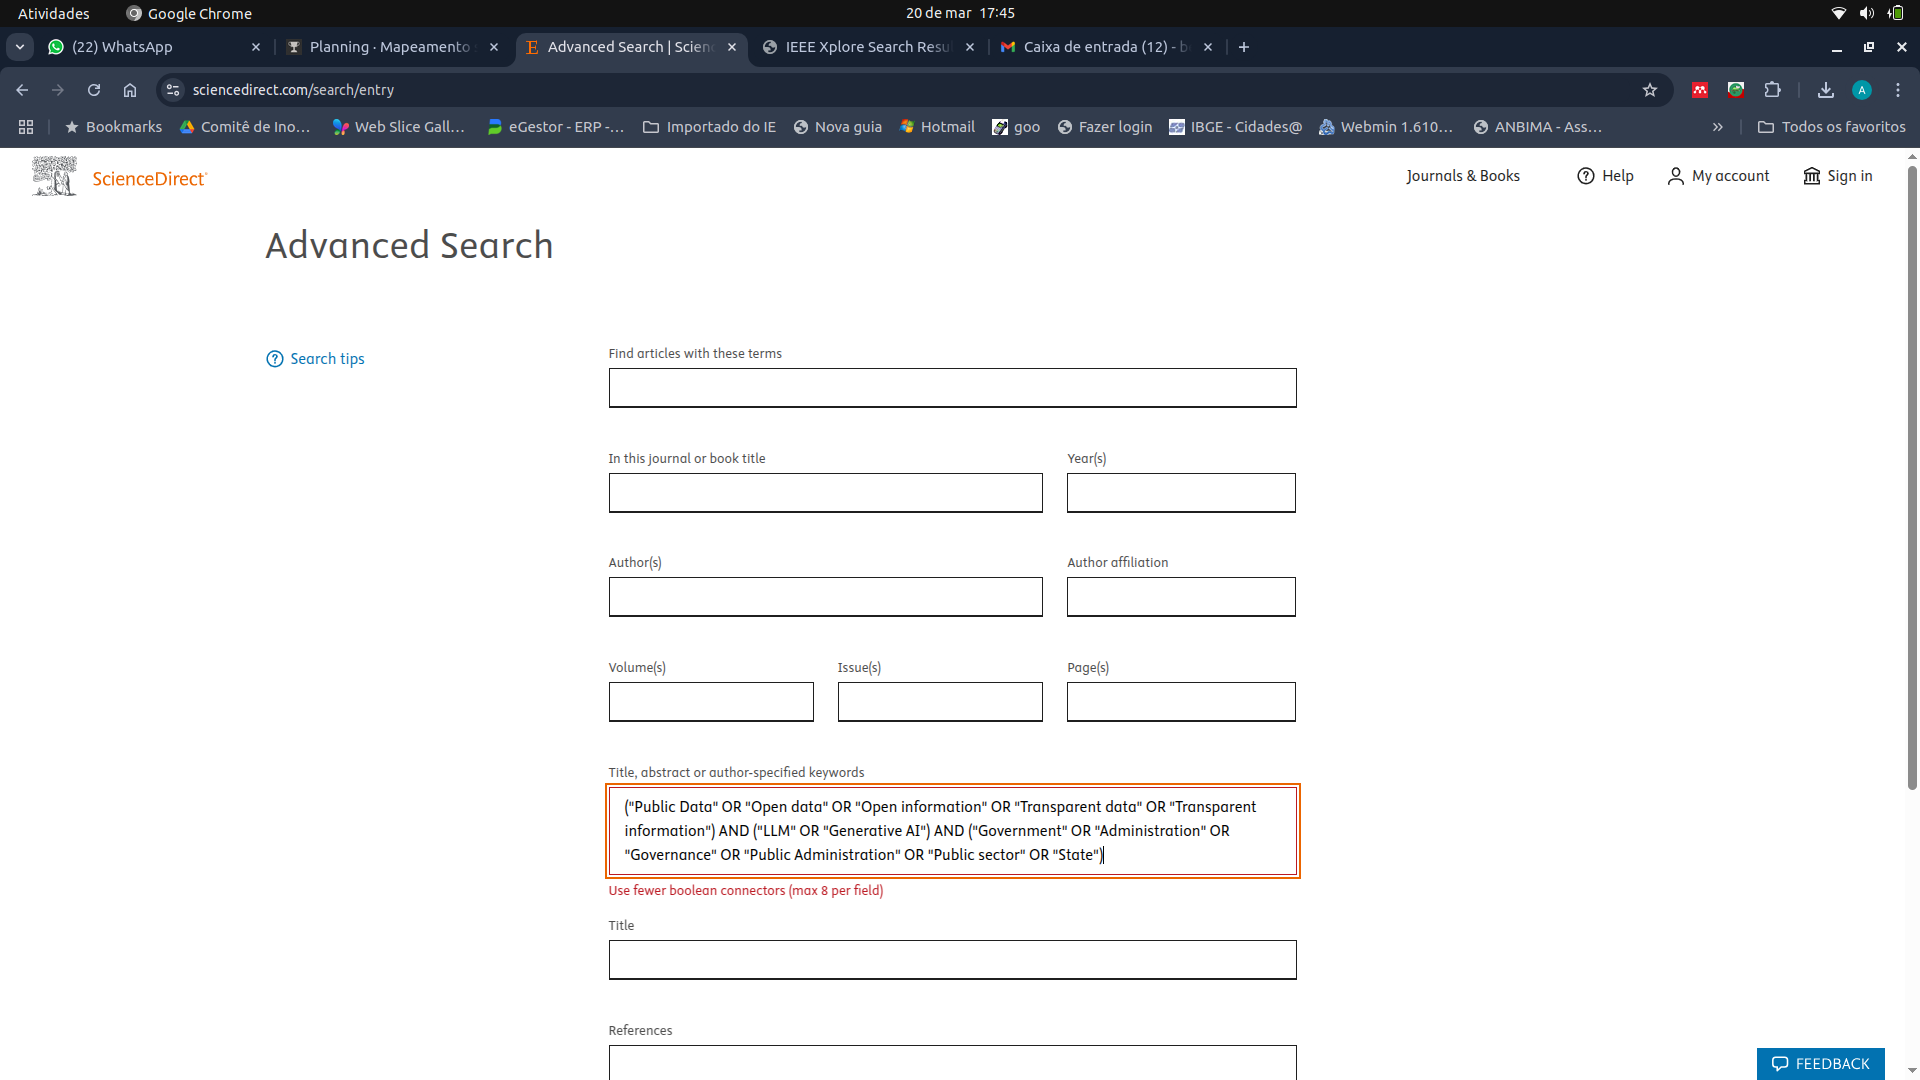 Atividades Google Chrome 20 de mar 17:45
(22) WhatsApp Planning · Mapeamento Advanced Search | Scien IEEE Xplore Search Resu Caixa de entrada (12) - b
sciencedirect.com/search/entry A
Bookmarks Comitê de Ino... Web Slice Gall... eGestor - ERP -... Importado do IE Nova guia Hotmail goo Fazer login IBGE - Cidades@ Webmin 1.610... ANBIMA - Ass... » Todos os favoritos
ScienceDirect Journals & Books Help My account Sign in
Advanced Search
Search tips
Find articles with these terms
In this journal or book title Year(s)
Author(s) Author affiliation
Volume(s) Issue(s) Page(s)
Title, abstract or author-specified keywords
("Public Data" OR "Open data" OR "Open information" OR "Transparent data" OR "Transparent
information") AND ("LLM" OR "Generative AI") AND ("Government" OR "Administration" OR
"Governance" OR "Public Administration" OR "Public sector" OR "State")
Use fewer boolean connectors (max 8 per field)
Title
References
FEEDBACK